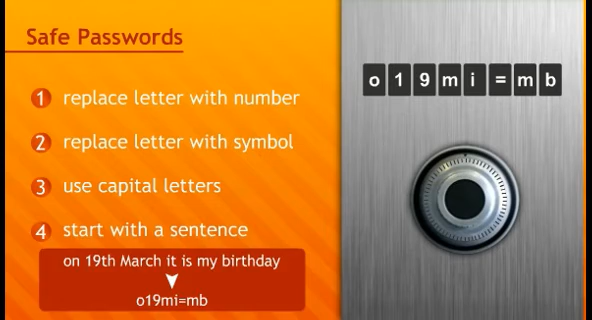 Safe Passwords
1 replace letter with number
2 replace letter with symbol
3 use capital letters
4 start with a sentence
on 19th March it is my birthday
o19mi=mb
o19mi=mb